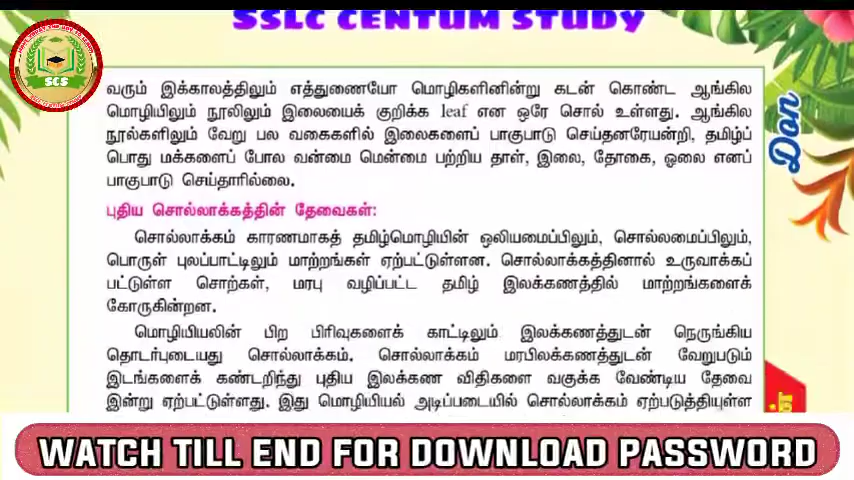 SSLC CENTUM STUDY
SCS
வரும் இக்காலத்திலும் எத்துணையோ மொழிகளினின்று கடன் கொண்ட ஆங்கில
மொழியிலும் நூலிலும் இலையைக் குறிக்க leaf என ஒரே சொல் உள்ளது. ஆங்கில
நூல்களிலும் வேறு பல வகைகளில் இலைகளைப் பாகுபாடு செய்தனரேயன்றி, தமிழ்ப்
பொது மக்களைப் போல வன்மை மென்மை பற்றிய தாள், இலை, தோகை, ஓலை எனப்
பாகுபாடு செய்தாரில்லை.
புதிய சொல்லாக்கத்தின் தேவைகள்:
சொல்லாக்கம் காரணமாகத் தமிழ்மொழியின் ஒலியமைப்பிலும், சொல்லமைப்பிலும்,
பொருள் புலப்பாட்டிலும் மாற்றங்கள் ஏற்பட்டுள்ளன. சொல்லாக்கத்தினால் உருவாக்கப்
பட்டுள்ள சொற்கள், மரபு வழிப்பட்ட தமிழ் இலக்கணத்தில் மாற்றங்களைக்
கோருகின்றன.
மொழியியலின் பிற பிரிவுகளைக் காட்டிலும் இலக்கணத்துடன் நெருங்கிய
தொடர்புடையது சொல்லாக்கம். சொல்லாக்கம் மரபிலக்கணத்துடன் வேறுபடும்
இடங்களைக் கண்டறிந்து புதிய இலக்கண விதிகளை வகுக்க வேண்டிய தேவை
இன்று ஏற்பட்டுள்ளது. இது மொழியியல் அடிப்படையில் சொல்லாக்கம் ஏற்படுத்தியுள்ள
Don
WATCH TILL END FOR DOWNLOAD PASSWORD